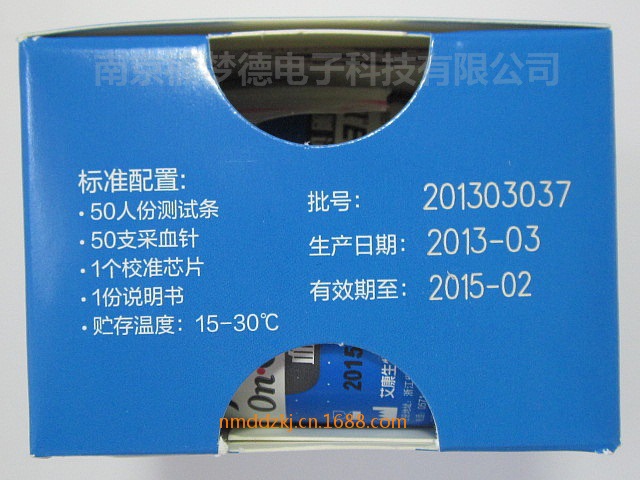 南京
梦德电子科技有限公司
标准配置:
·50人份测试条
·50支采血针
·1个校准芯片
·1份说明书
·贮存温度: 15-30℃
批号: 201303037
生产日期: 2013-03
有效期至: 2015-02
On
2015
艾康生
nmddzkj.cn.1688.com